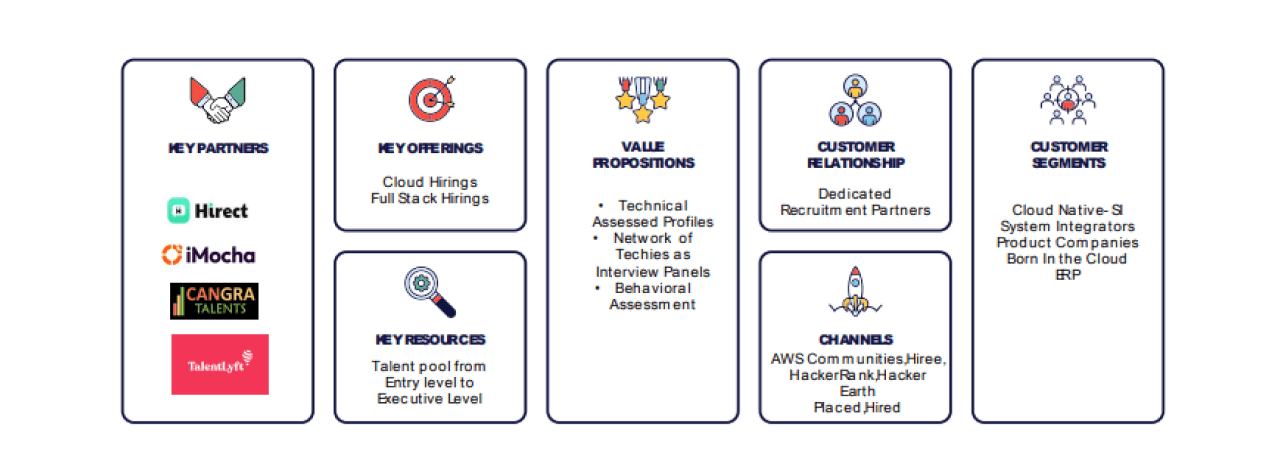 KEY PARTNERS
Hirect
iMocha
CANGRA
TALENTS
TalentLyft
KEY OFFERINGS
Cloud Hirings
Full Stack Hirings
KEY RESOURCES
Talent pool from
Entry level to
Executive Level
VALUE
PROPOSITIONS
• Technical
Assessed Profiles
• Network of
Techies as
Interview Panels
• Behavioral
Assessment
CUSTOMER
RELATIONSHIP
Dedicated
Recruitment Partners
CHANNELS
AWS Communities,Hiree,
HackerRank,Hacker
Earth
Placed,Hired
CUSTOMER
SEGMENTS
Cloud Native-SI
System Integrators
Product Companies
Born In the Cloud
ERP